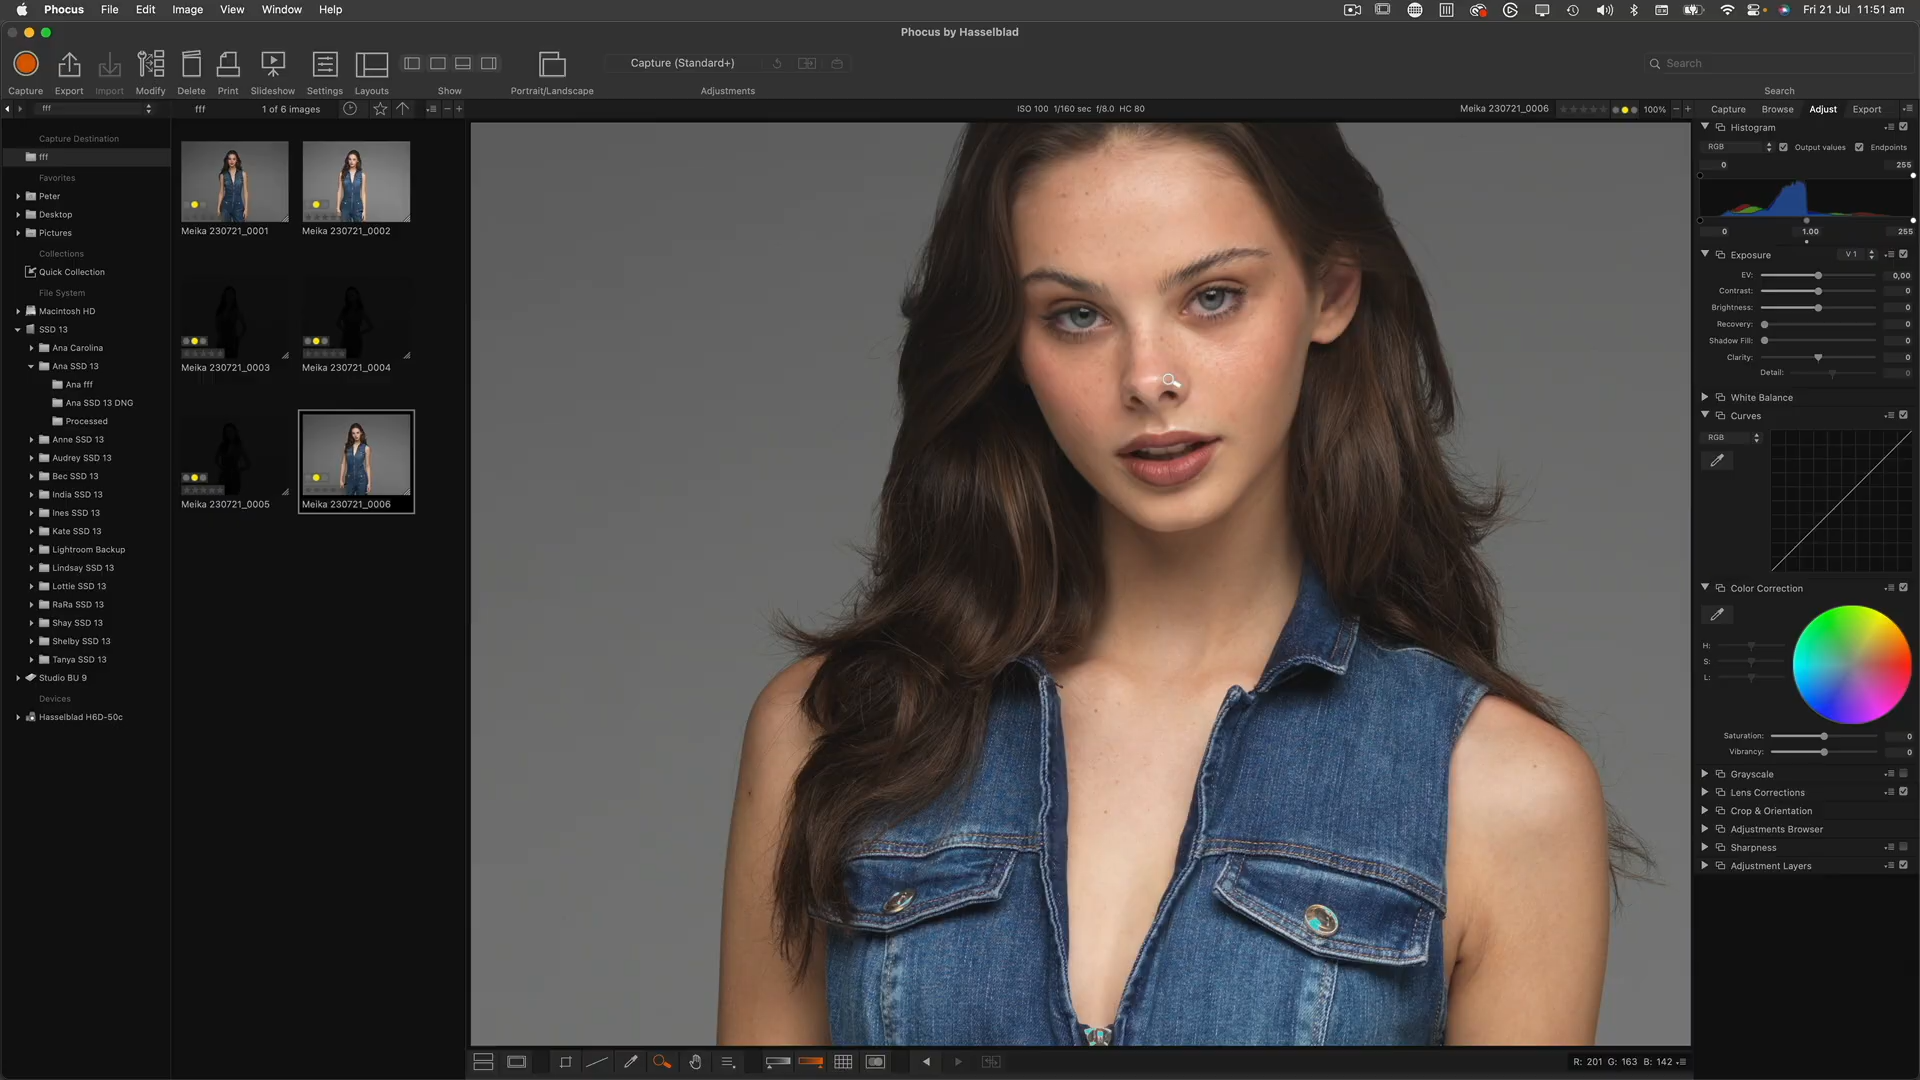 Phocus File Edit Image View Window Help
Fri 21 Jul 11:51 am
Phocus by Hasselblad
Capture Export Import Modify Delete Print Slideshow Settings Layouts Show Portrait/Landscape Adjustments Search
Capture (Standard+)
Search
fff
fff 1 of 6 images
ISO 100 1/160 sec f/8.0 HC 80
Meika 230721_0006
100%
Capture Browse Adjust Export
Capture Destination
fff
Favorites
Peter
Desktop
Pictures
Collections
Quick Collection
File System
Macintosh HD
SSD 13
Ana Carolina
Ana SSD 13
Ana fff
Ana SSD 13 DNG
Processed
Anne SSD 13
Audrey SSD 13
Bec SSD 13
India SSD 13
Ines SSD 13
Kate SSD 13
Lightroom Backup
Lindsay SSD 13
Lottie SSD 13
RaRa SSD 13
Shay SSD 13
Shelby SSD 13
Tanya SSD 13
Studio BU 9
Devices
Hasselblad H6D-50c
Meika 230721_0001
Meika 230721_0002
Meika 230721_0003
Meika 230721_0004
Meika 230721_0005
Meika 230721_0006
Histogram
RGB Output values Endpoints
0 255
0 1.00 255
Exposure V 1
EV: 0,00
Contrast: 0
Brightness: 0
Recovery: 0
Shadow Fill: 0
Clarity: 0
Detail: 0
White Balance
Curves
RGB
Color Correction
H:
S:
L:
Saturation: 0
Vibrancy: 0
Grayscale
Lens Corrections
Crop & Orientation
Adjustments Browser
Sharpness
Adjustment Layers
R: 201 G: 163 B: 142